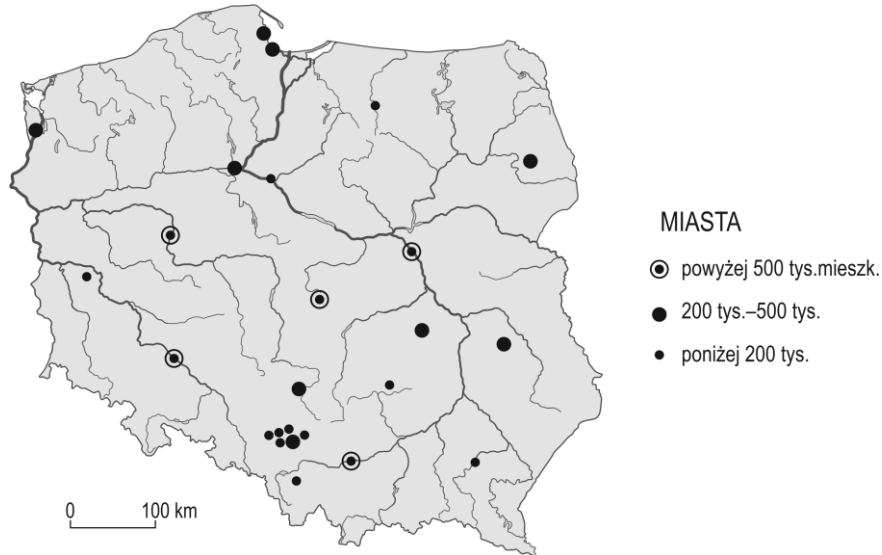 MIASTA
powyżej 500 tys.mieszk.
200 tys.–500 tys.
poniżej 200 tys.
0 100 km